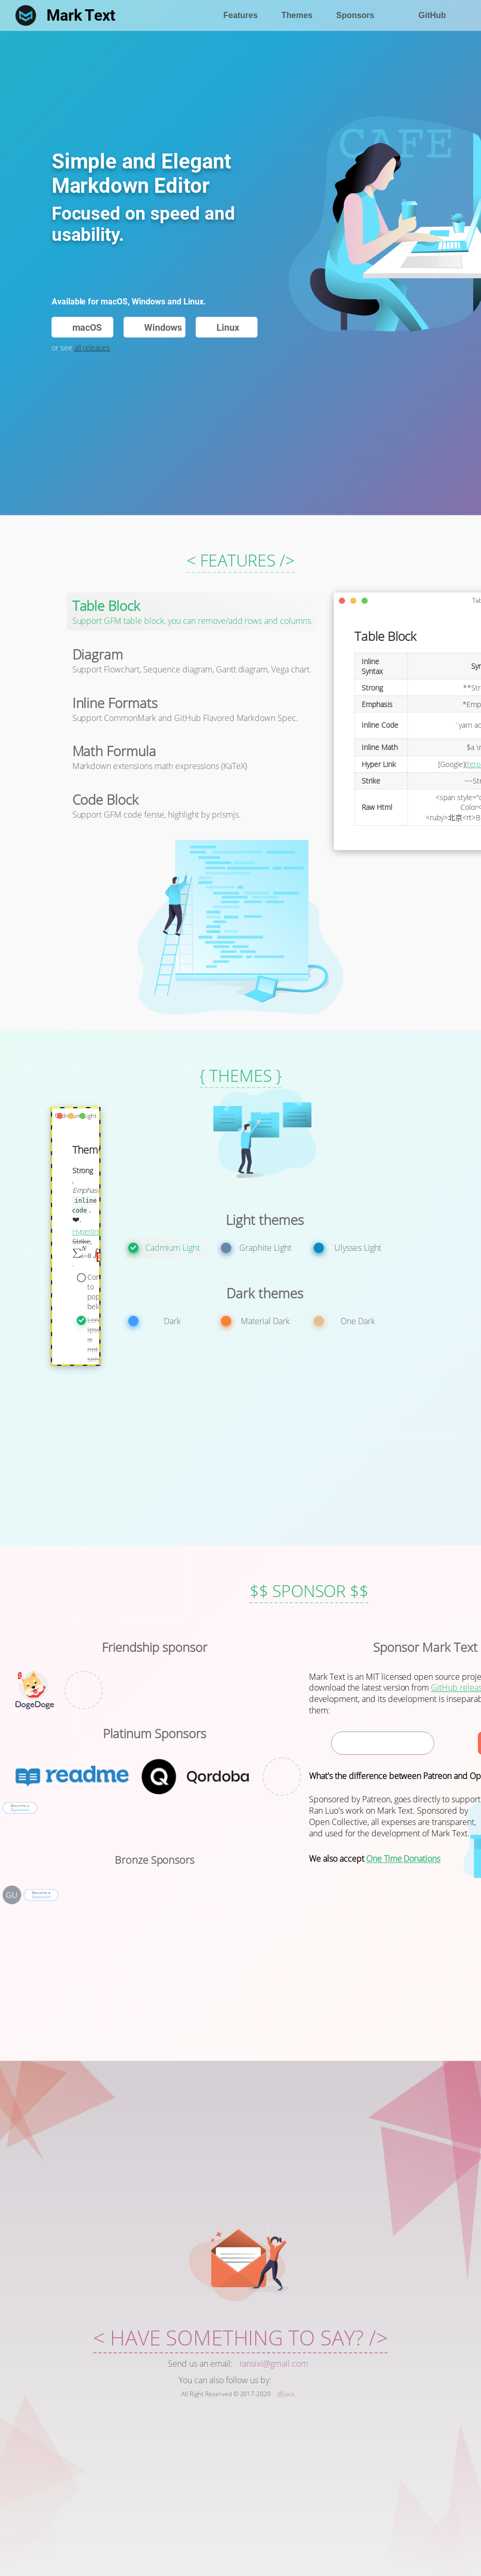 Mark Text
Features
Themes
Sponsors
GitHub
CAFE
Simple and Elegant
Markdown Editor
Focused on speed and
usability.
Available for macOS, Windows and Linux.
macOS
Windows
Linux
or see all releases
< FEATURES />
Table Block
Support GFM table block, you can remove/add rows and columns.
Diagram
Support Flowchart, Sequence diagram, Gantt diagram, Vega chart.
Inline Formats
Support CommonMark and GitHub Flavored Markdown Spec.
Math Formula
Markdown extensions math expressions (KaTeX)
Code Block
Support GFM code fense, highlight by prismjs.
Tab
Table Block
Inline
Syntax
Syn
Strong
**Str
Emphasis
*Emp
Inline Code
`yam ac
Inline Math
$a \r
Hyper Link
[Google](http
Strike
~~Str
Raw Html
<span style="c
Color<
<ruby>北京<rt>B
{ THEMES }
Them
Strong
,
Emphas
inline
code .
❤️,
Hyperlin
Strike,
Cor
to
pop
bel
Lor
ips
is
not
sim
Light themes
Cadmium Light
Graphite Light
Ulysses Light
Dark themes
Dark
Material Dark
One Dark
$$ SPONSOR $$
Friendship sponsor
DogeDoge
Platinum Sponsors
readme
Qordoba
Become a
Sponsor
Bronze Sponsors
GU
Become a
Sponsor
Sponsor Mark Text
Mark Text is an MIT licensed open source proje
download the latest version from GitHub releas
development, and its development is inseparab
them:
What's the difference between Patreon and Op
Sponsored by Patreon, goes directly to support
Ran Luo's work on Mark Text. Sponsored by
Open Collective, all expenses are transparent,
and used for the development of Mark Text.
We also accept One Time Donations
< HAVE SOMETHING TO SAY? />
Send us an email: ransixi@gmail.com
You can also follow us by:
All Right Reserved © 2017-2020 @Jocs